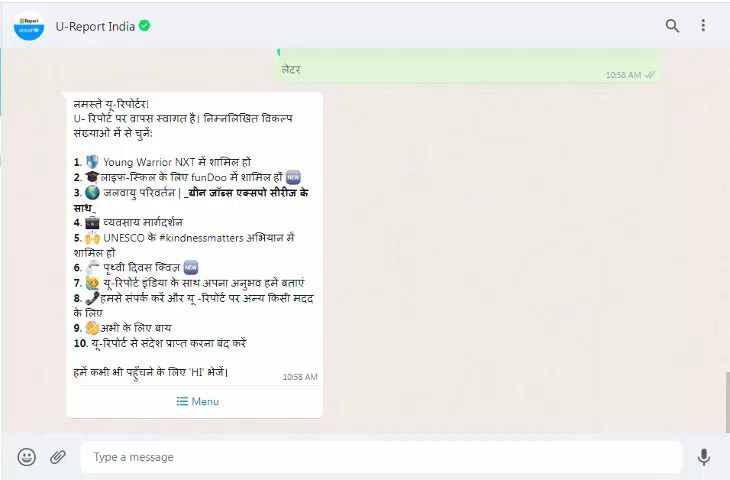 U-Report India
लेटर
10:58 AM
नमस्ते यू-रिपोर्टर!
U- रिपोर्ट पर वापस स्वागत है। निम्नलिखित विकल्प
संख्याओं में से चुनें:
1. Young Warrior NXT में शामिल हों
2. लाइफ-स्किल के लिए funDoo में शामिल हों NEW
3. जलवायु परिवर्तन | _ग्रीन जॉब्स एक्सपो सीरीज के
साथ_
4. व्यवसाय मार्गदर्शन
5. UNESCO के #kindnessmatters अभियान में
शामिल हों
6. पृथ्वी दिवस क्विज़ NEW
7. यू-रिपोर्ट इंडिया के साथ अपना अनुभव हमें बताएं
8. हमसे संपर्क करें और यू -रिपोर्ट पर अन्य किसी मदद
के लिए
9. अभी के लिए बाय
10. यू-रिपोर्ट से संदेश प्राप्त करना बंद करें
हमें कभी भी पहुँचने के लिए 'HI' भेजें।
10:58 AM
Menu
Type a message